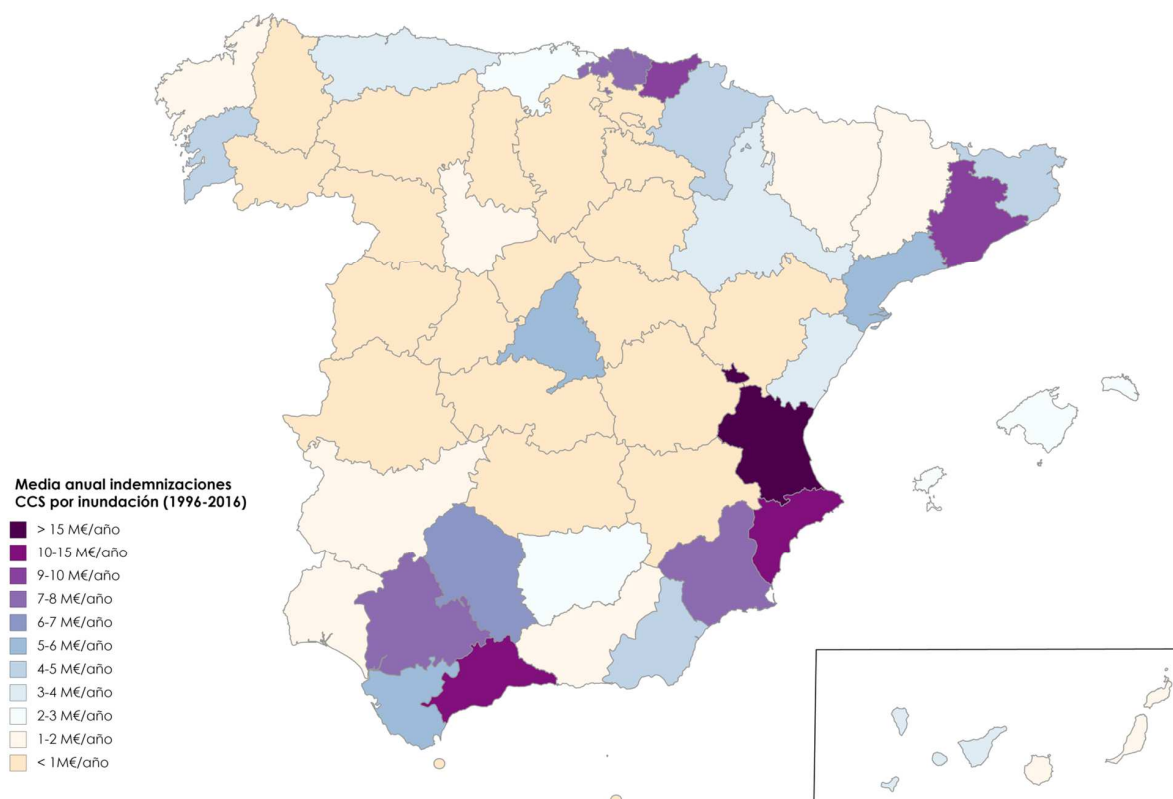 Media anual indemnizaciones
CCS por inundación (1996-2016)
> 15 M€/año
10-15 M€/año
9-10 M€/año
7-8 M€/año
6-7 M€/año
5-6 M€/año
4-5 M€/año
3-4 M€/año
2-3 M€/año
1-2 M€/año
< 1M€/año